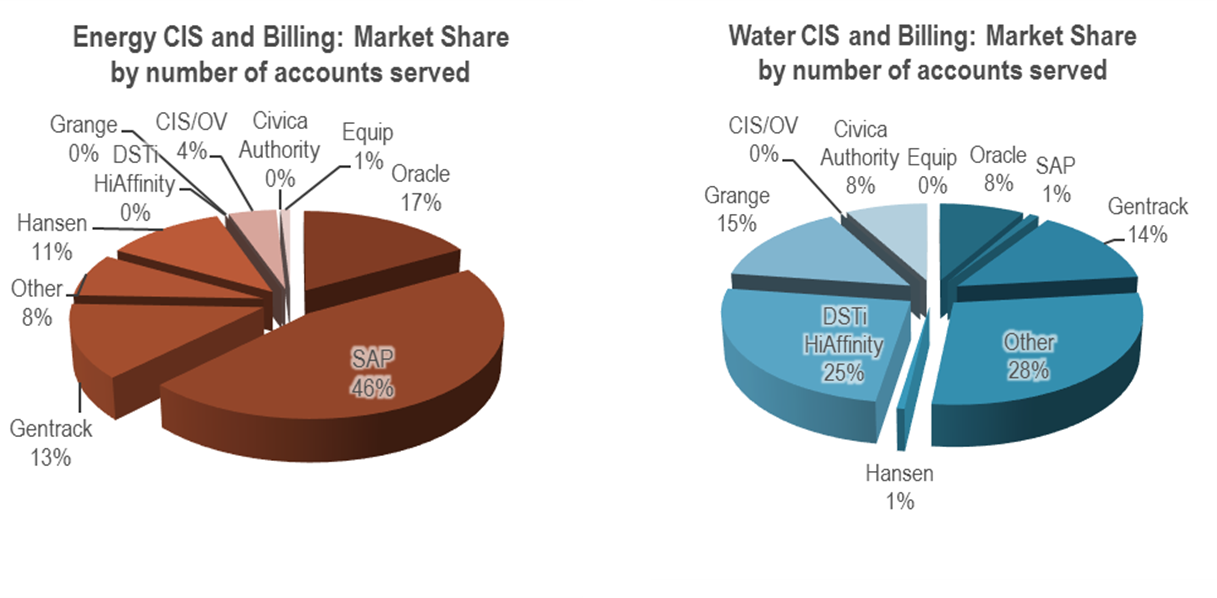 Energy CIS and Billing: Market Share
by number of accounts served
Grange
0%
DSTi
HiAffinity
0%
CIS/OV
4%
Civica
Authority
0%
Equip
1%
Oracle
17%
Hansen
11%
Other
8%
SAP
46%
Gentrack
13%
Water CIS and Billing: Market Share
by number of accounts served
CIS/OV
0%
Civica
Authority
8%
Equip
0%
Oracle
8%
SAP
1%
Grange
15%
Gentrack
14%
DSTi
HiAffinity
25%
Other
28%
Hansen
1%